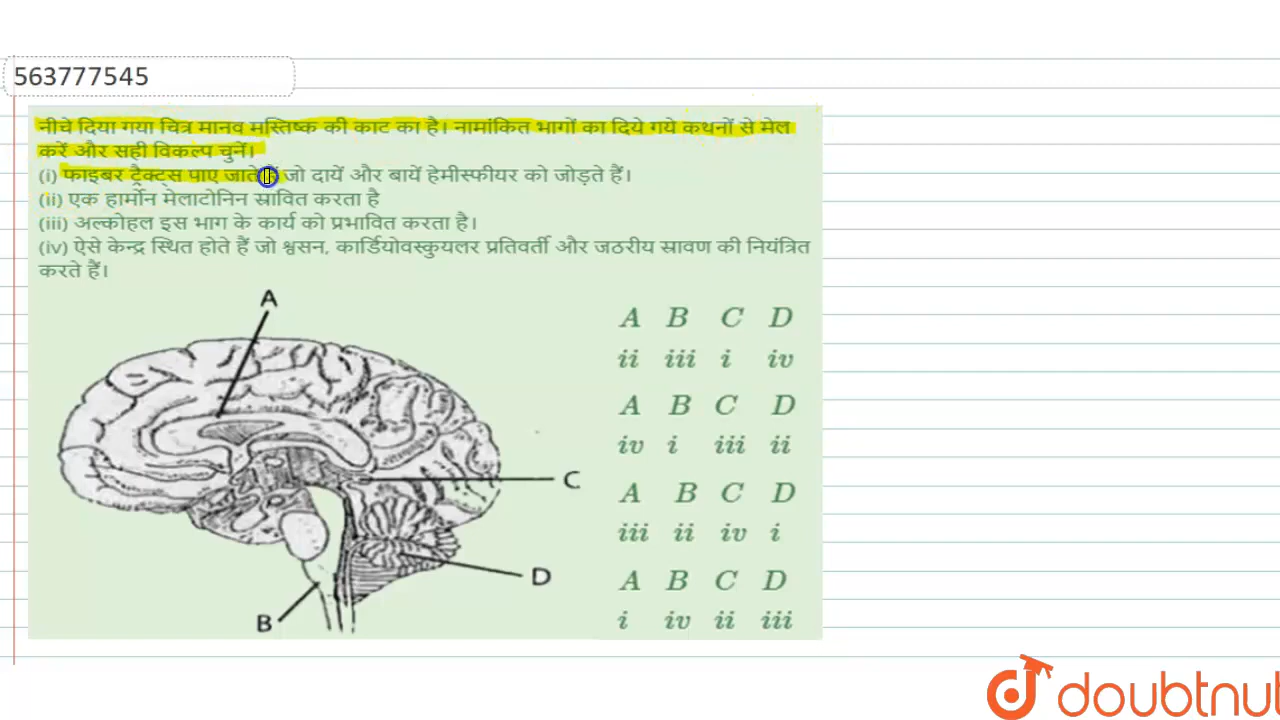 563777545
नीचे दिया गया चित्र मानव मस्तिष्क की काट का है। नामांकित भागों का दिये गये कथनों से मेल
करें और सही विकल्प चुनें।
(i) फाइबर ट्रैक्ट्स पाए जाते हैं जो दायें और बायें हेमीस्फीयर को जोड़ते हैं।
(ii) एक हार्मोन मेलाटोनिन स्रावित करता है
(iii) अल्कोहल इस भाग के कार्य को प्रभावित करता है।
(iv) ऐसे केन्द्र स्थित होते हैं जो श्वसन, कार्डियोवस्कुयलर प्रतिवर्ती और जठरीय स्रावण की नियंत्रित
करते हैं।
A
C
D
B
A B C D
ii iii i iv
A B C D
iv i iii ii
A B C D
iii ii iv i
A B C D
i iv ii iii
doubtnut